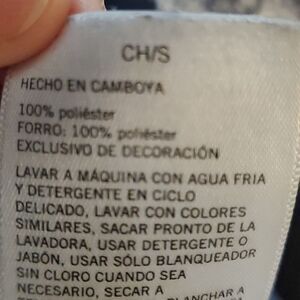 CH/S
HECHO EN CAMBOYA
100% poliéster
FORRO: 100% poliéster
EXCLUSIVO DE DECORACIÓN
LAVAR A MÁQUINA CON AGUA FRIA
Y DETERGENTE EN CICLO
DELICADO, LAVAR CON COLORES
SIMILARES, SACAR PRONTO DE LA
LAVADORA, USAR DETERGENTE O
JABÓN, USAR SÓLO BLANQUEADOR
SIN CLORO CUANDO SEA
NECESARIO, SECAR A
PLANCHAR A